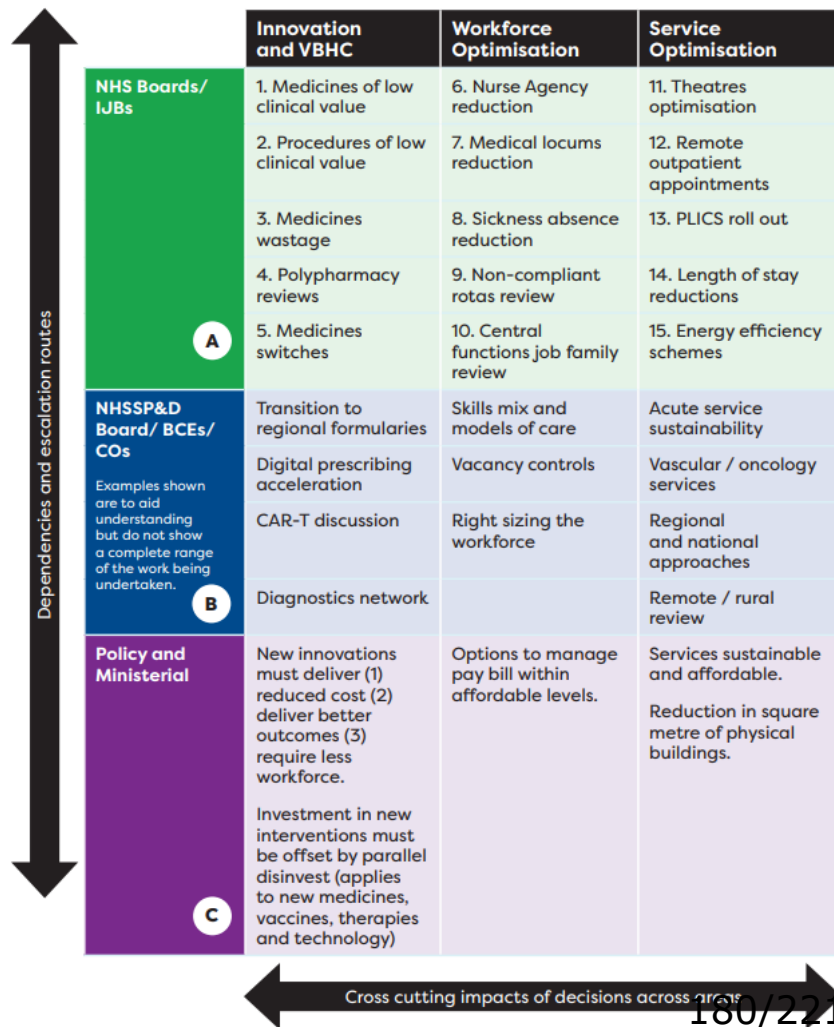 Innovation
and VBHC
Workforce
Optimisation
Service
Optimisation
NHS Boards/
IJBs
A
1. Medicines of low
clinical value
6. Nurse Agency
reduction
11. Theatres
optimisation
2. Procedures of low
clinical value
7. Medical locums
reduction
12. Remote
outpatient
appointments
3. Medicines
wastage
8. Sickness absence
reduction
13. PLICS roll out
4. Polypharmacy
reviews
9. Non-compliant
rotas review
14. Length of stay
reductions
5. Medicines
switches
10. Central
functions job family
review
15. Energy efficiency
schemes
NHSSP&D
Board/ BCEs/
COs
Examples shown
are to aid
understanding
but do not show
a complete range
of the work being
undertaken.
B
Transition to
regional formularies
Skills mix and
models of care
Acute service
sustainability
Digital prescribing
acceleration
Vacancy controls
Vascular / oncology
services
CAR-T discussion
Right sizing the
workforce
Regional
and national
approaches
Diagnostics network
Remote / rural
review
Policy and
Ministerial
C
New innovations
must deliver (1)
reduced cost (2)
deliver better
outcomes (3)
require less
workforce.
Investment in new
interventions must
be offset by parallel
disinvest (applies
to new medicines,
vaccines, therapies
and technology)
Options to manage
pay bill within
affordable levels.
Services sustainable
and affordable.
Reduction in square
metre of physical
buildings.
Dependencies and escalation routes
Cross cutting impacts of decisions across areas
180/221